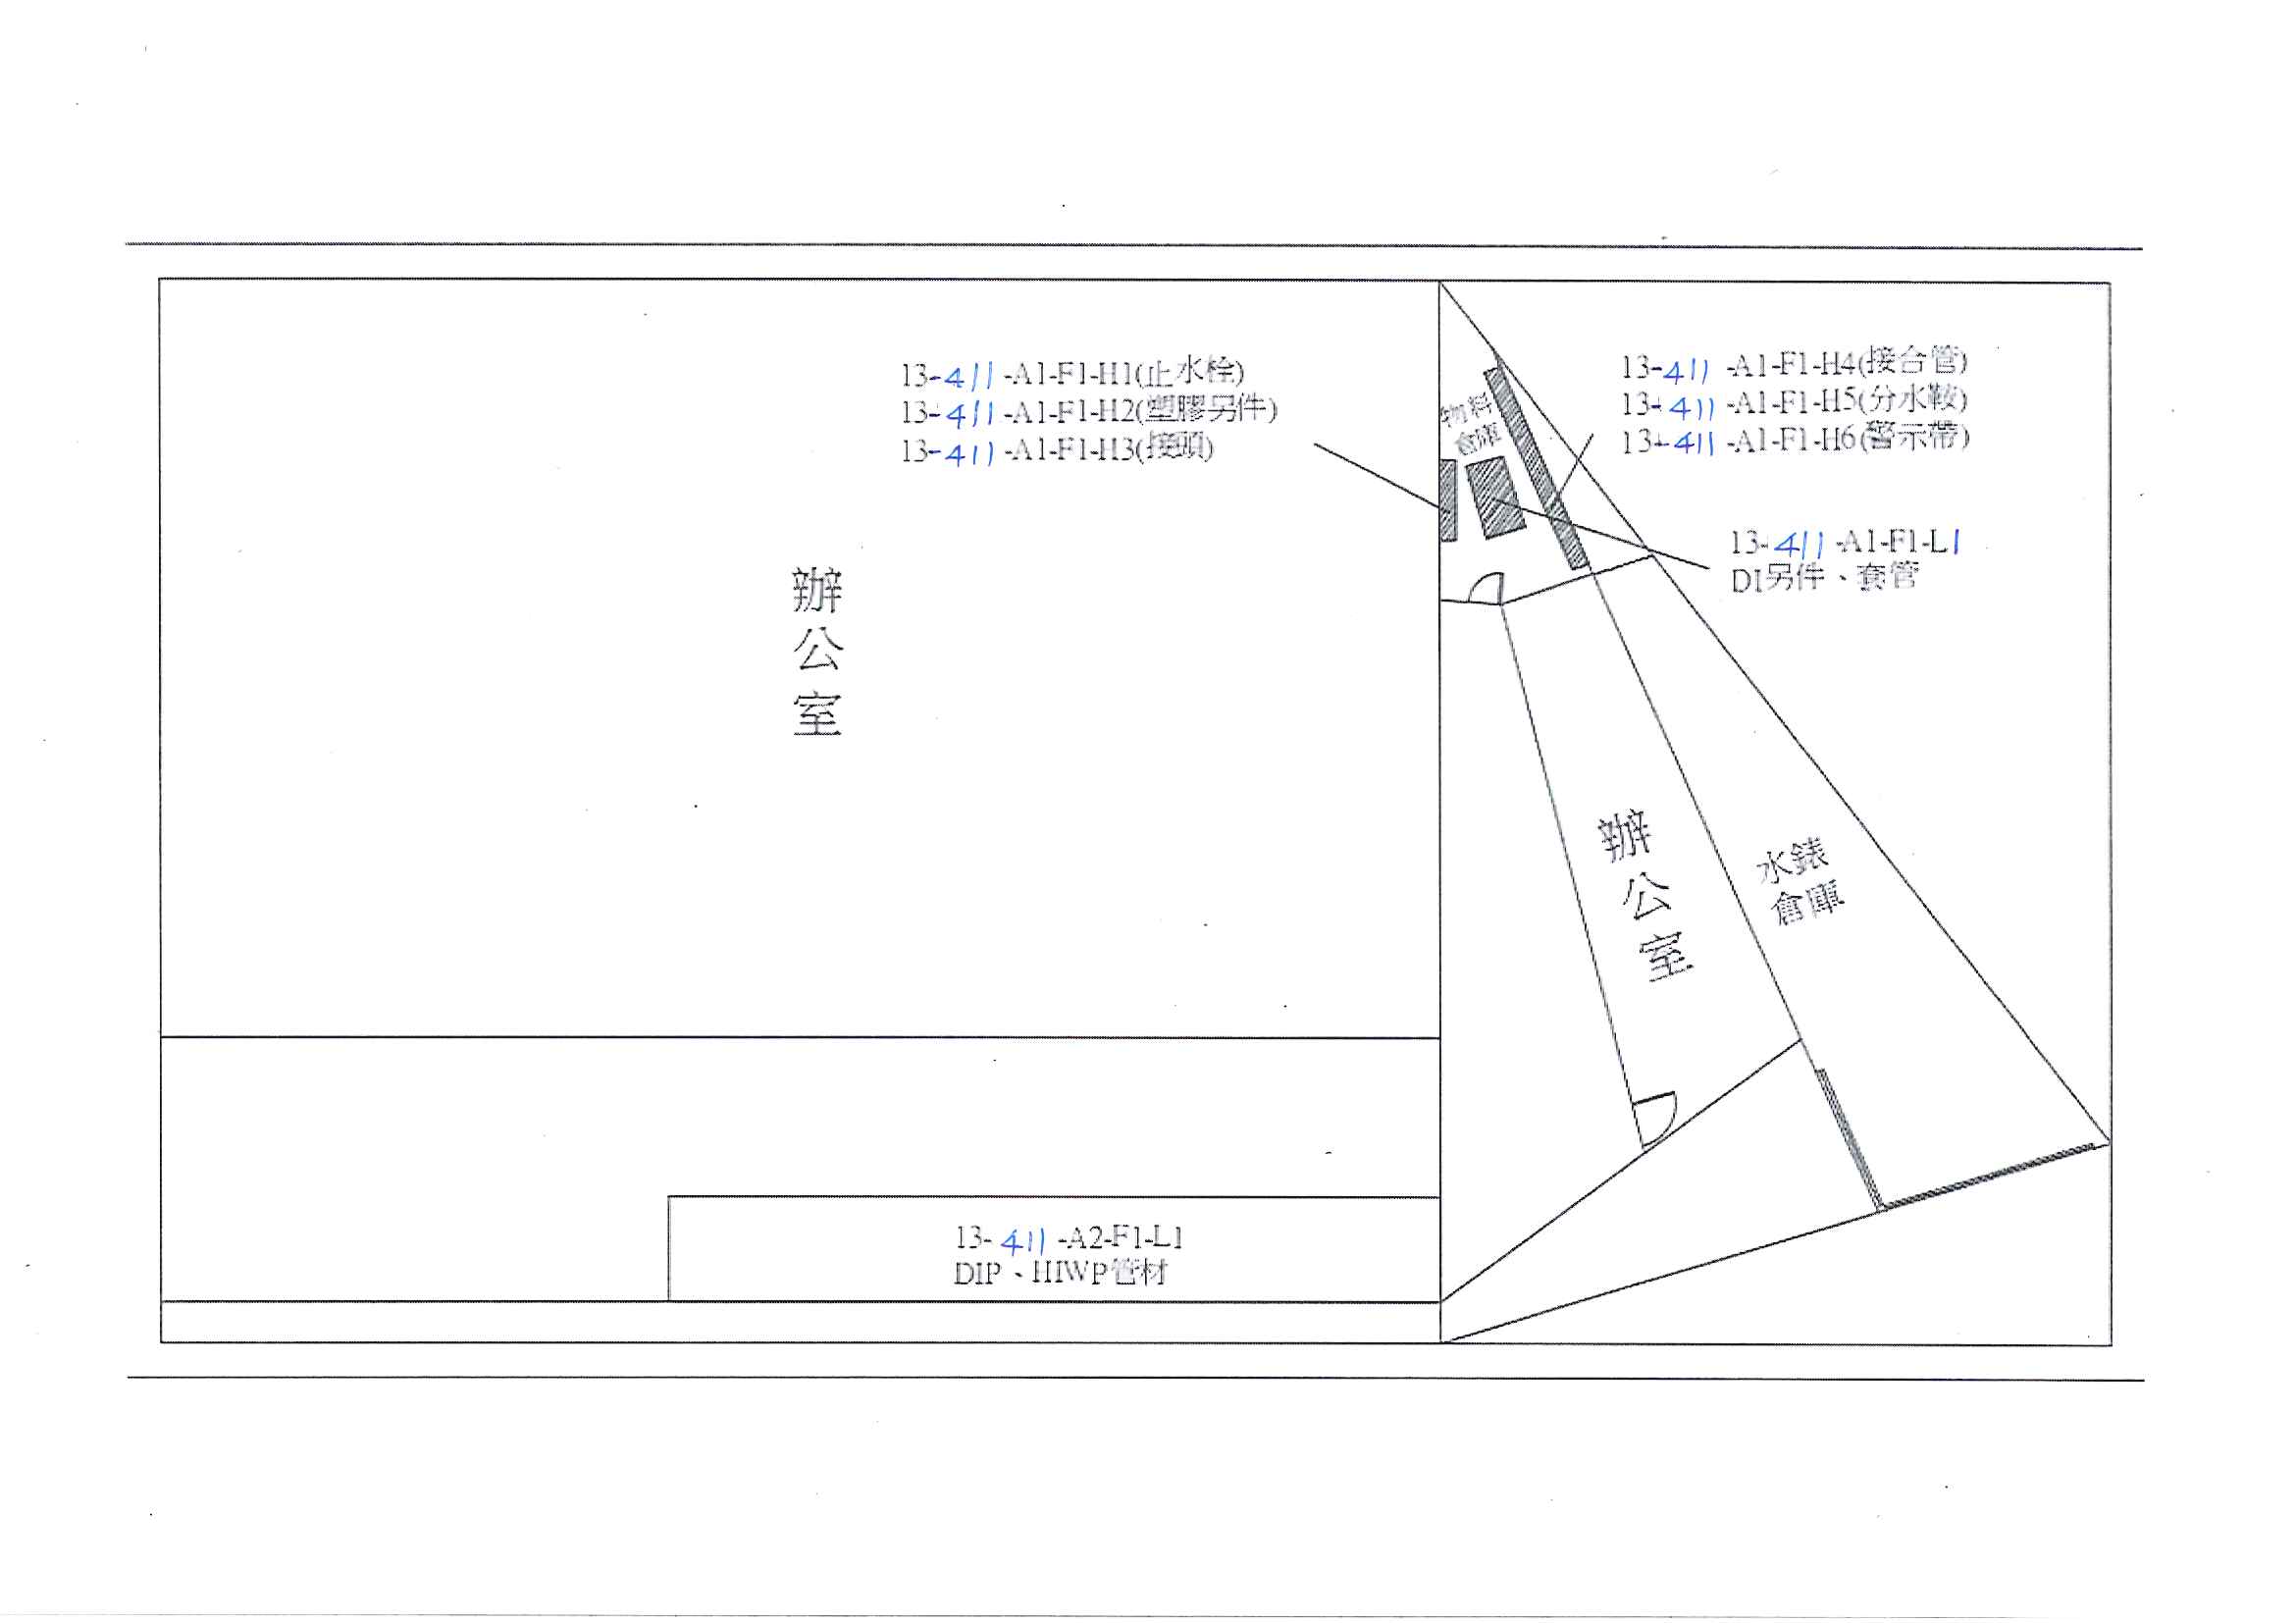 13-411-A1-F1-H1(止水栓)
13-411-A1-F1-H2(塑膠另件)
13-411-A1-F1-H3(接頭)
物料
倉庫
13-411-A1-F1-H4(接合管)
13-411-A1-F1-H5(分水鞍)
13-411-A1-F1-H6(警示帶)
13-411-A1-F1-L1
DI另件、套管
辦
公
室
辦
公
室
水錶
倉庫
13-411-A2-F1-L1
DIP、HIWP管材